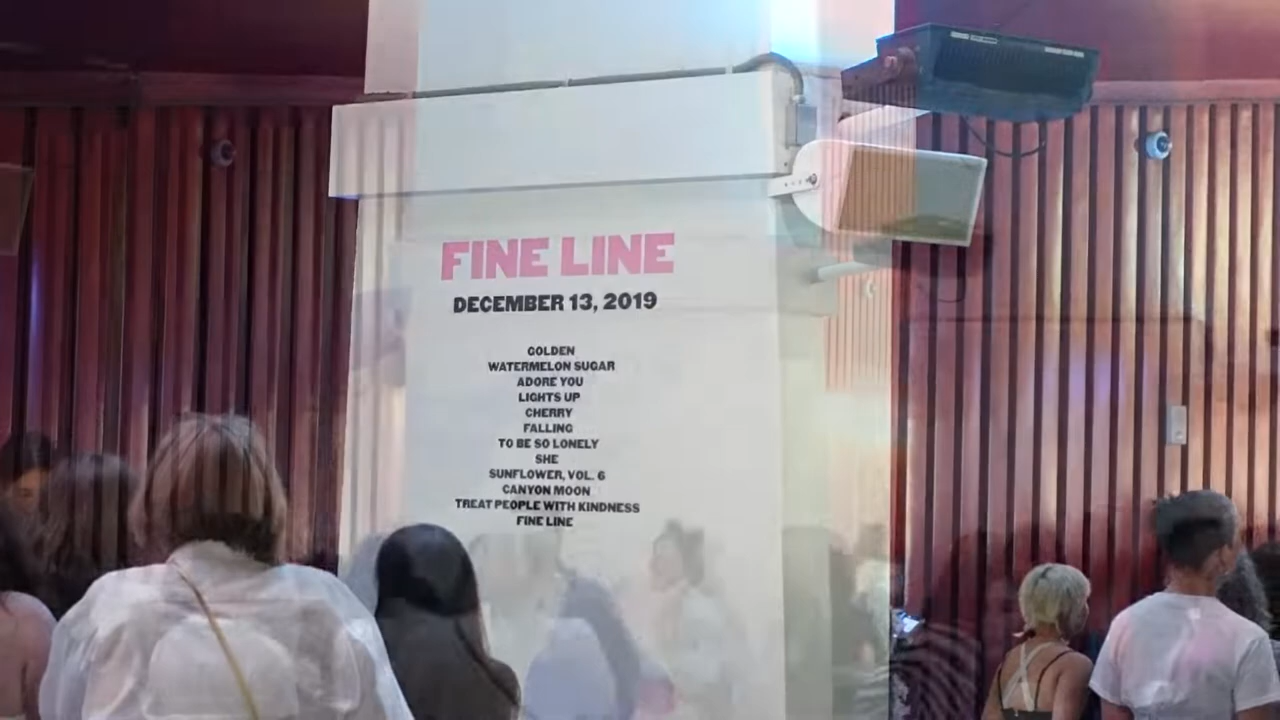 FINE LINE
DECEMBER 13, 2019
GOLDEN
WATERMELON SUGAR
ADORE YOU
LIGHTS UP
CHERRY
FALLING
TO BE SO LONELY
SHE
SUNFLOWER, VOL. 6
CANYON MOON
TREAT PEOPLE WITH KINDNESS
FINE LINE